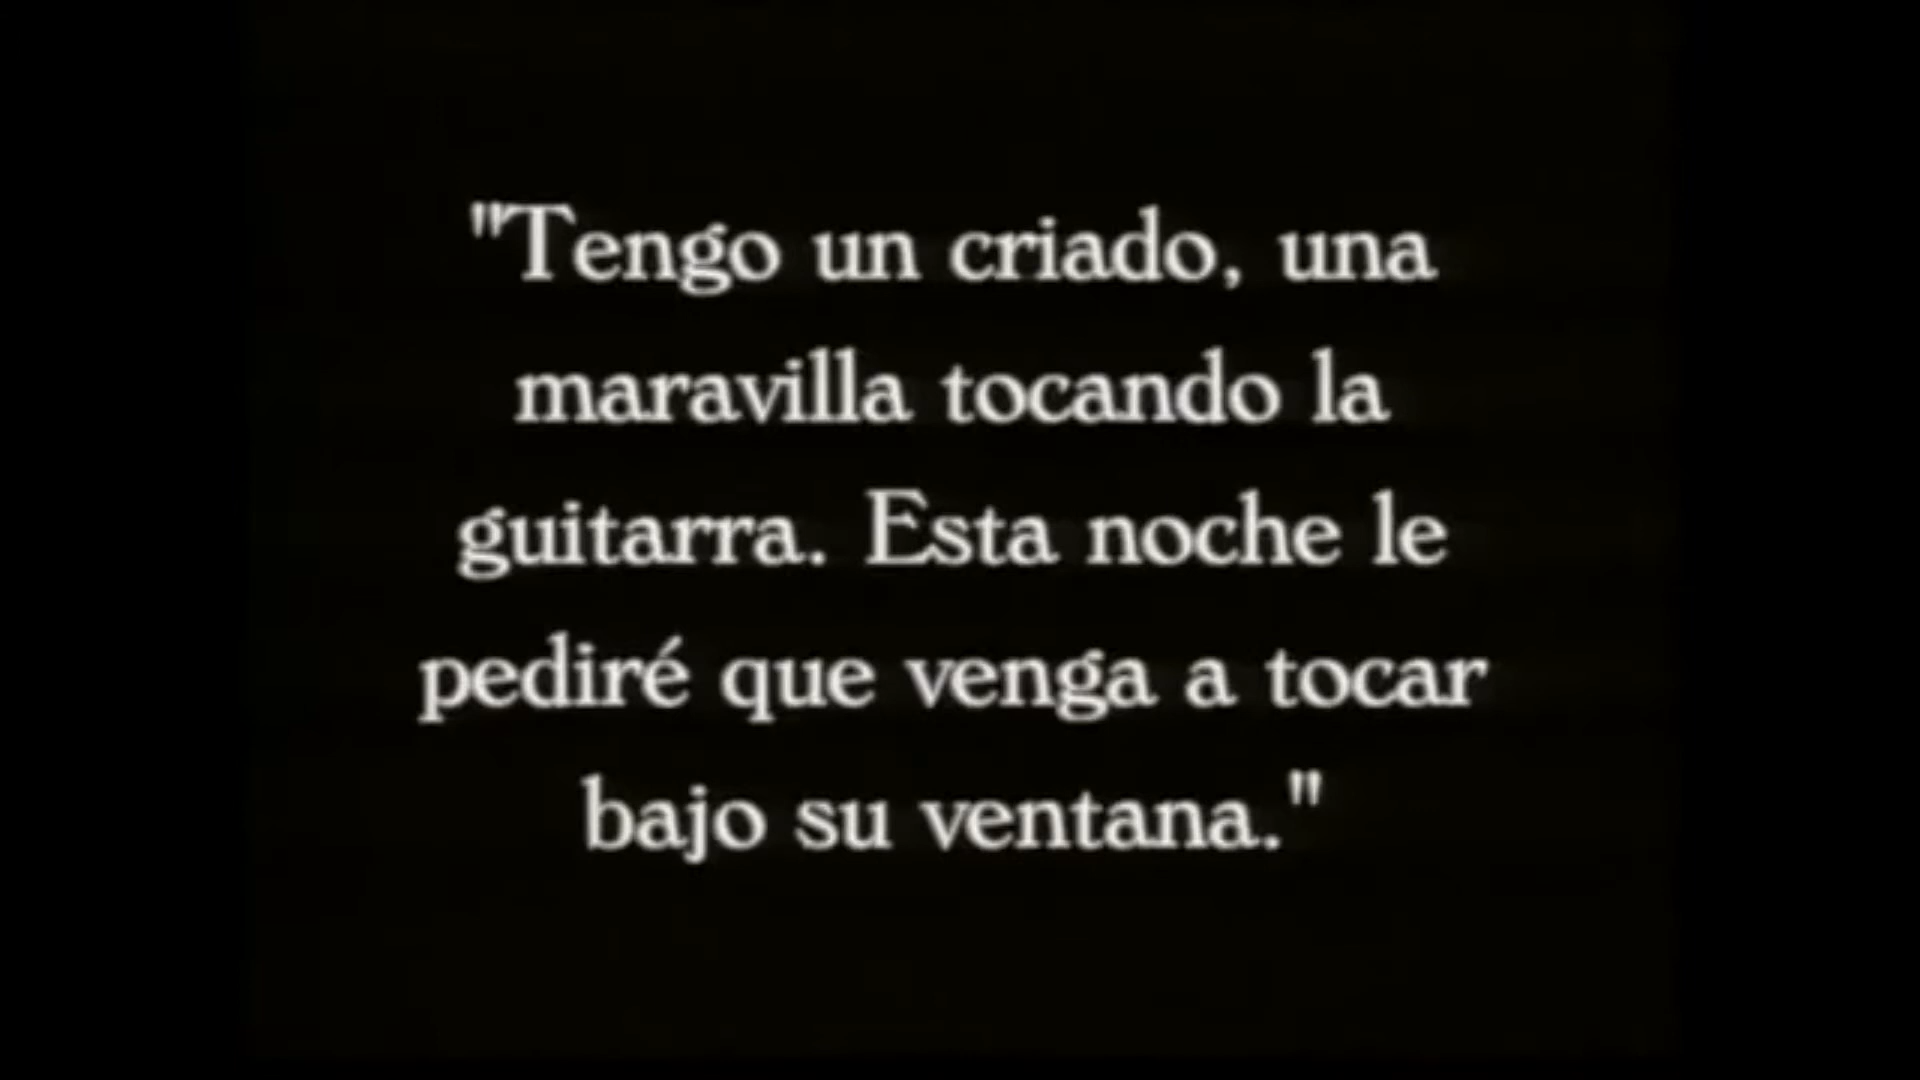 "Tengo un criado, una
maravilla tocando la
guitarra. Esta noche le
pediré que venga a tocar
bajo su ventana."